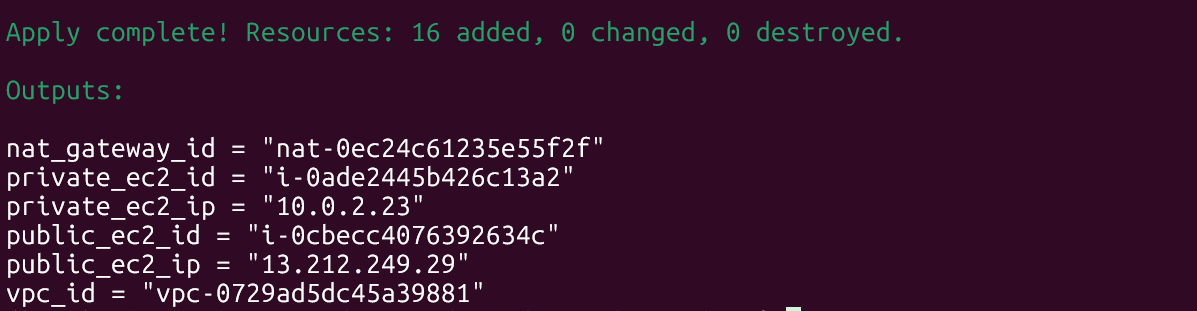 Apply complete! Resources: 16 added, 0 changed, 0 destroyed.
Outputs:
nat_gateway_id = "nat-0ec24c61235e55f2f"
private_ec2_id = "i-0ade2445b426c13a2"
private_ec2_ip = "10.0.2.23"
public_ec2_id = "i-0cbecc4076392634c"
public_ec2_ip = "13.212.249.29"
vpc_id = "vpc-0729ad5dc45a39881"